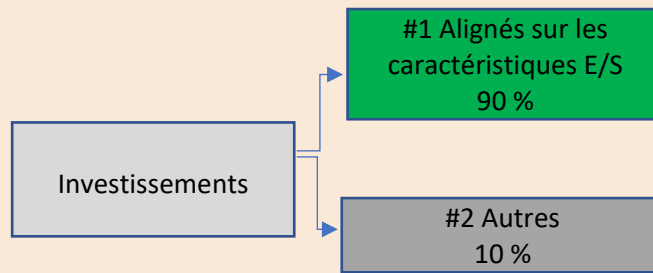 #1 Alignés sur les
caractéristiques E/S
90 %
Investissements
#2 Autres
10 %